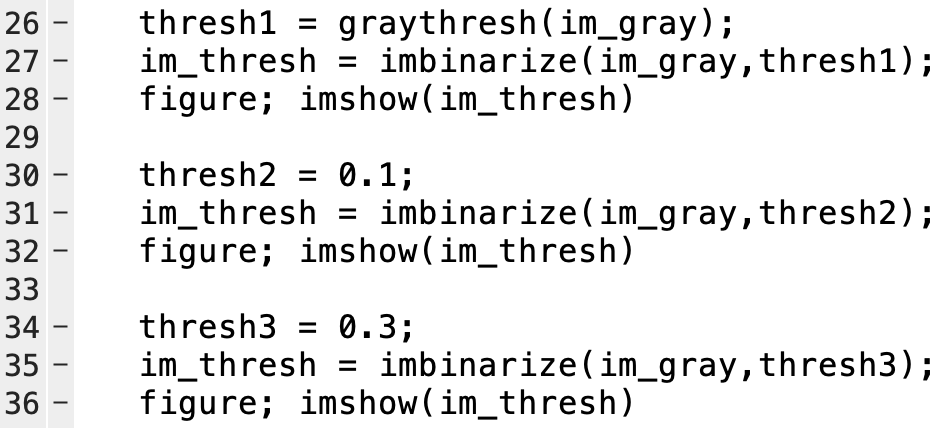 26 – thresh1 = graythresh(im_gray);
27 – im_thresh = imbinarize(im_gray,thresh1);
28 – figure; imshow(im_thresh)
29
30 – thresh2 = 0.1;
31 – im_thresh = imbinarize(im_gray,thresh2);
32 – figure; imshow(im_thresh)
33
34 – thresh3 = 0.3;
35 – im_thresh = imbinarize(im_gray,thresh3);
36 – figure; imshow(im_thresh)